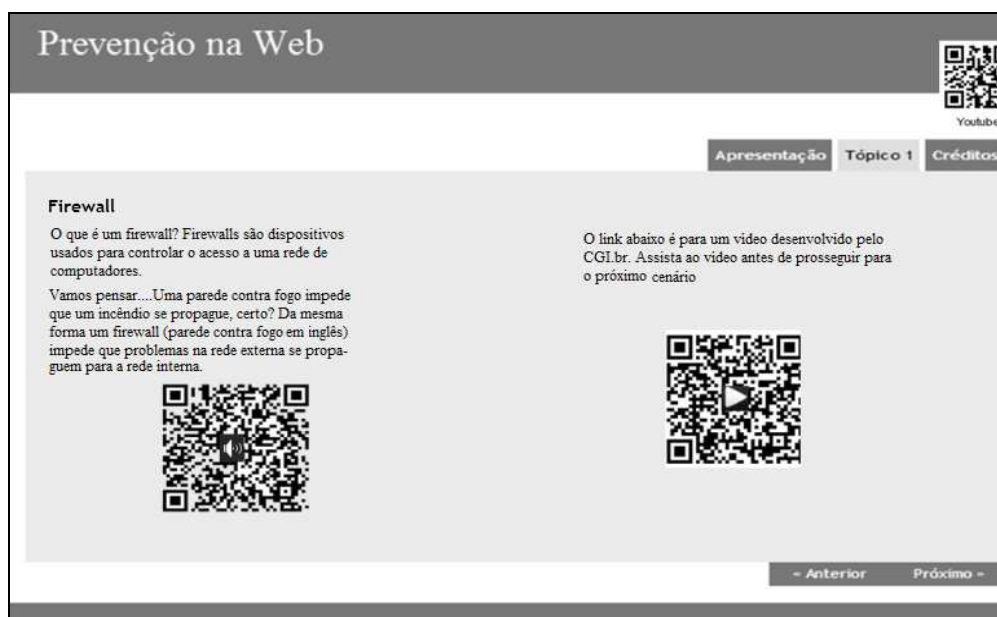 Prevenção na Web
Youtube
Apresentação Tópico 1 Créditos
Firewall
O que é um firewall? Firewalls são dispositivos
usados para controlar o acesso a uma rede de
computadores.
Vamos pensar....Uma parede contra fogo impede
que um incêndio se propague, certo? Da mesma
forma um firewall (parede contra fogo em inglês)
impede que problemas na rede externa se propa-
guem para a rede interna.
O link abaixo é para um video desenvolvido pelo
CGI.br. Assista ao video antes de prosseguir para
o próximo cenário
- Anterior Próximo -